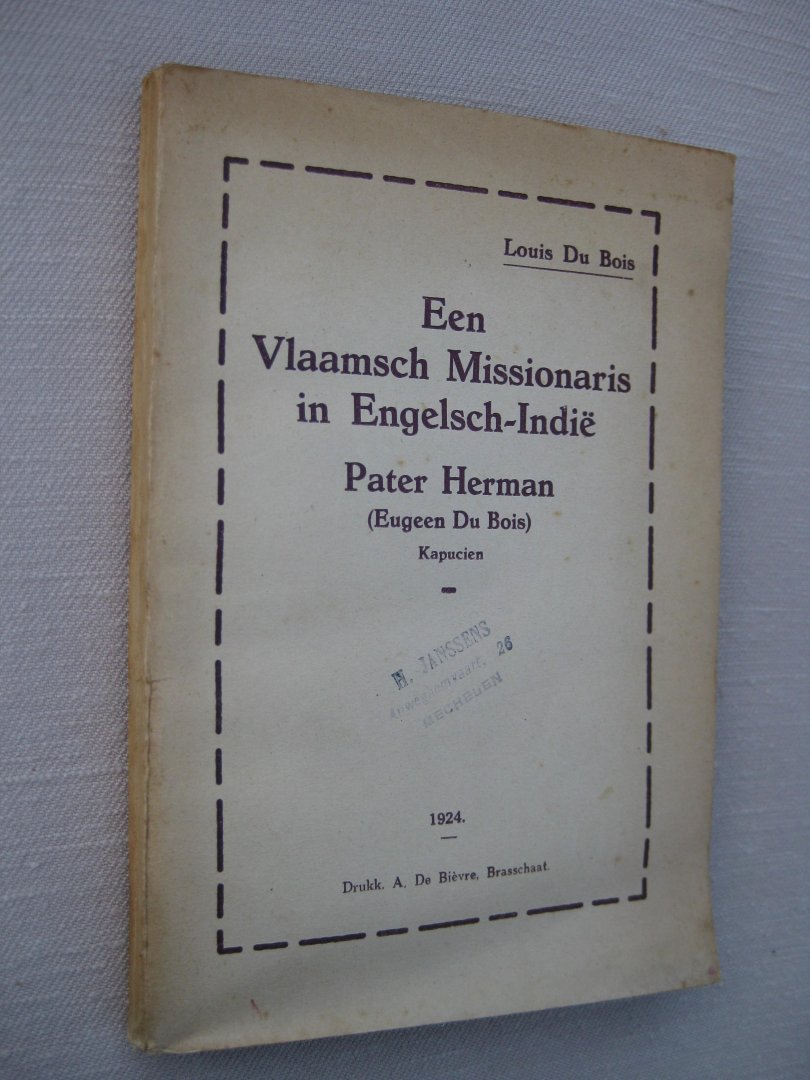 Louis Du Bois
Een
Vlaamsch Missionaris
in Engelsch-Indië
Pater Herman
(Eugeen Du Bois)
Kapucien
H. JANSSENS
26
MECHELEN
1924.
Drukk. A. De Bièvre, Brasschaat.